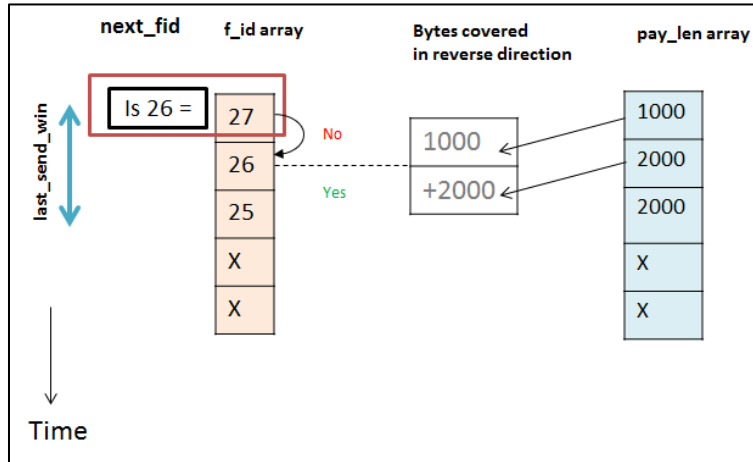 next_fid
f_id array
Bytes covered
in reverse direction
pay_len array
last_send_win
Is 26 =
27
No
26
Yes
25
X
X
1000
+2000
1000
2000
2000
X
X
Time